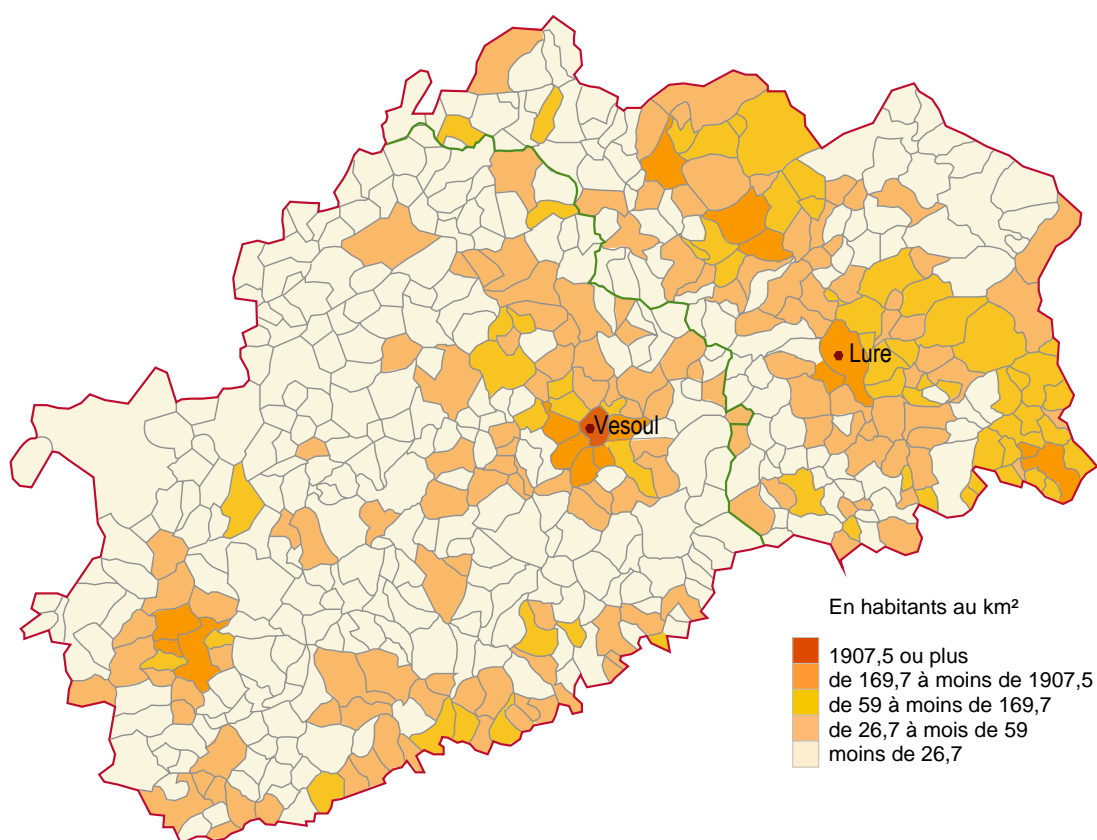 Lure
Vesoul
En habitants au km²
1907,5 ou plus
de 169,7 à moins de 1907,5
de 59 à moins de 169,7
de 26,7 à mois de 59
moins de 26,7